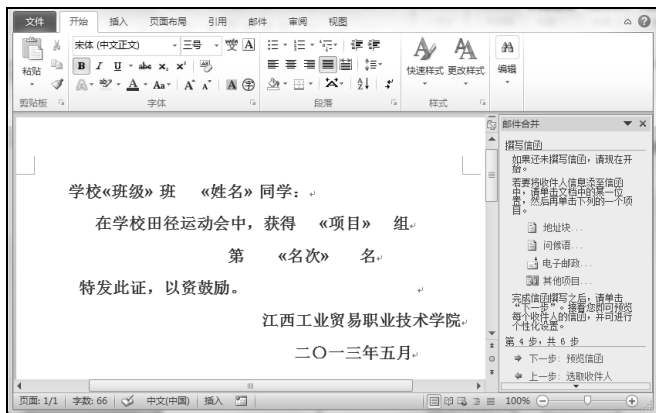 文件 开始 插入 页面布局 引用 邮件 审阅 视图
宋体 (中文正文) 三号 變 A
B I U abc x₂ x²
A aby A Aa A A A 字
粘贴 快速样式 更改样式 编辑
剪贴板 字体 段落 样式
邮件合并
撰写信函
如果还未撰写信函，请现在开
始。
若要将收件人信息添至信函
中，请单击文档中的某一位
置，然后再单击下列的一个项
目。
地址块...
问候语...
电子邮政...
其他项目...
完成信函撰写之后，请单击
“下一步”。接着您即可预览
每个收件人的信函，并可进行
个性化设置。
第 4 步，共 6 步
下一步: 预览信函
上一步: 选取收件人
学校«班级» 班 «姓名» 同学：
在学校田径运动会中，获得 «项目» 组
第 «名次» 名
特发此证，以资鼓励。
江西工业贸易职业技术学院
二〇一三年五月
页面: 1/1 字数: 66 中文(中国) 插入 100%